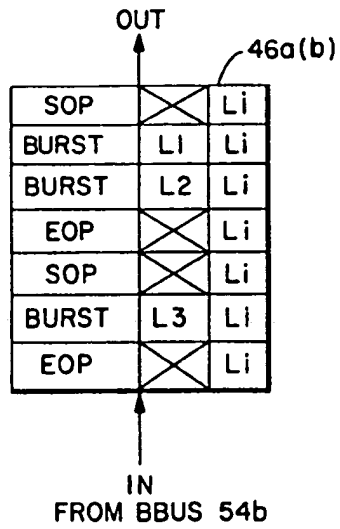 OUT
46a(b)
SOP Li
BURST L1 Li
BURST L2 Li
EOP Li
SOP Li
BURST L3 Li
EOP Li
IN
FROM BBUS 54b